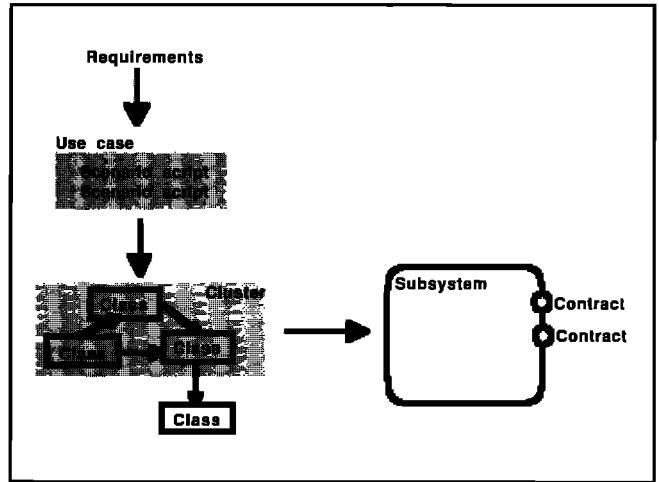 Requirements
Use case
Scenario script
Scenario script
Cluster
Class
Class
Class
Class
Subsystem
Contract
Contract